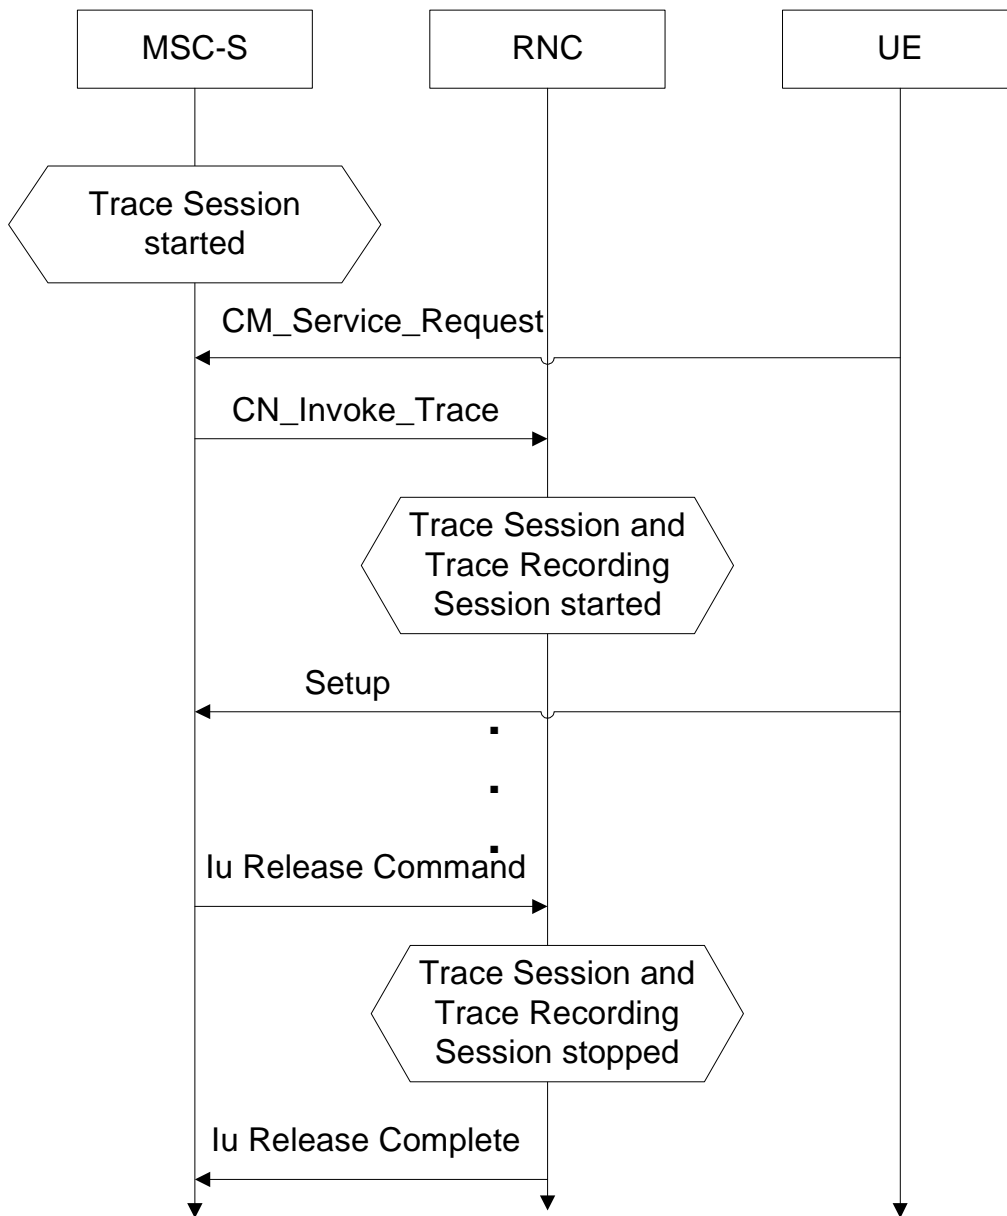 MSC-S
RNC
UE
Trace Session
started
CM_Service_Request
CN_Invoke_Trace
Trace Session and
Trace Recording
Session started
Setup
Iu Release Command
Trace Session and
Trace Recording
Session stopped
Iu Release Complete